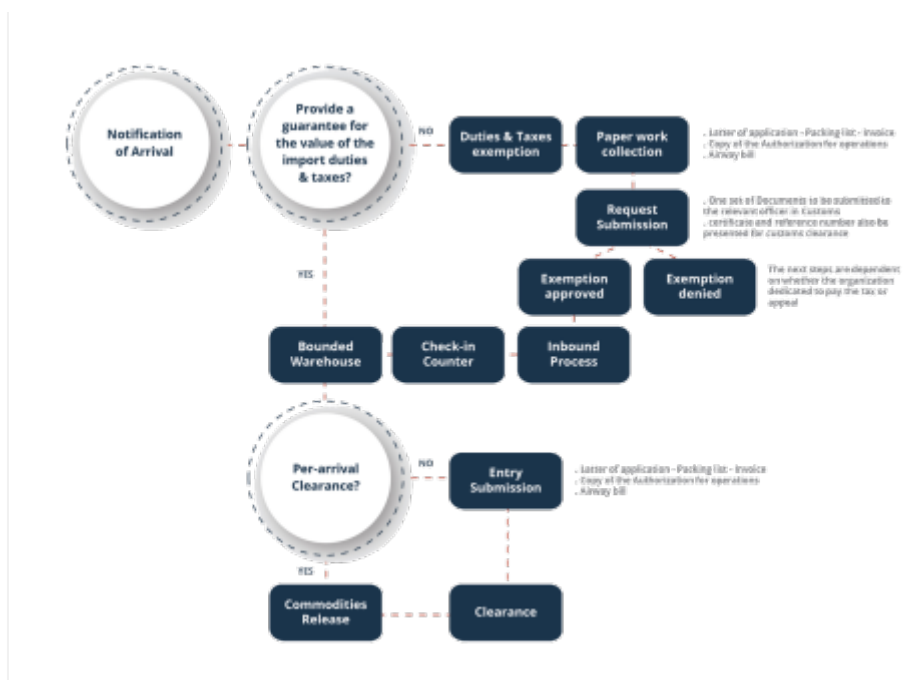 Notification
of Arrival
Provide a
guarantee for
the value of the
import duties
& taxes?
NO
Duties & Taxes
exemption
Paper work
collection
. Letter of application - Packing list - Invoice
. Copy of the Authorization for operations
. Airway bill
Request
Submission
. One set of Documents to be submitted to
the relevant officer in Customs
. certificate and reference number also be
presented for customs clearance
YES
Exemption
approved
Exemption
denied
The next steps are dependent
on whether the organization
dedicated to pay the tax or
appeal
Bounded
Warehouse
Check-in
Counter
Inbound
Process
Per-arrival
Clearance?
NO
Entry
Submission
. Letter of application - Packing list - Invoice
. Copy of the Authorization for operations
. Airway bill
YES
Commodities
Release
Clearance